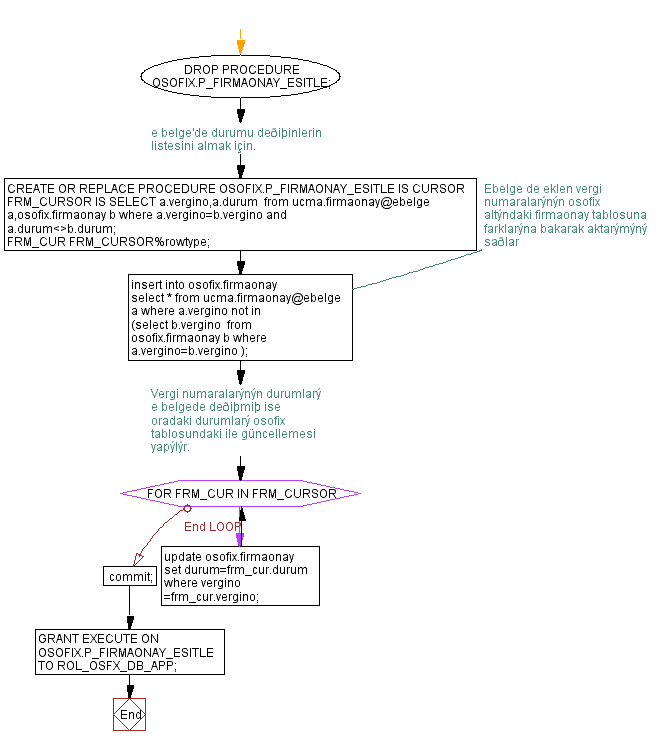 DROP PROCEDURE
OSOFIX.P_FIRMAONAY_ESITLE;
e belge'de durumu deðiþinlerin
listesini almak için.
CREATE OR REPLACE PROCEDURE OSOFIX.P_FIRMAONAY_ESITLE IS CURSOR
FRM_CURSOR IS SELECT a.vergino,a.durum from ucma.firmaonay@ebelge
a,osofix.firmaonay b where a.vergino=b.vergino and
a.durum<>b.durum;
FRM_CUR FRM_CURSOR%rowtype;
Ebelge de eklen vergi
numaralarýnýn osofix
altýndaki firmaonay tablosuna
farklarýna bakarak aktarýmýný
saðlar
insert into osofix.firmaonay
select * from ucma.firmaonay@ebelge
a where a.vergino not in
(select b.vergino from
osofix.firmaonay b where
a.vergino=b.vergino );
Vergi numaralarýnýn durumlarý
e belgede deðiþmiþ ise
oradaki durumlarý osofix
tablosundaki ile güncellemesi
yapýlýr.
FOR FRM_CUR IN FRM_CURSOR
End LOOP
update osofix.firmaonay
set durum=frm_cur.durum
where vergino
=frm_cur.vergino;
commit;
GRANT EXECUTE ON
OSOFIX.P_FIRMAONAY_ESITLE
TO ROL_OSFX_DB_APP;
End